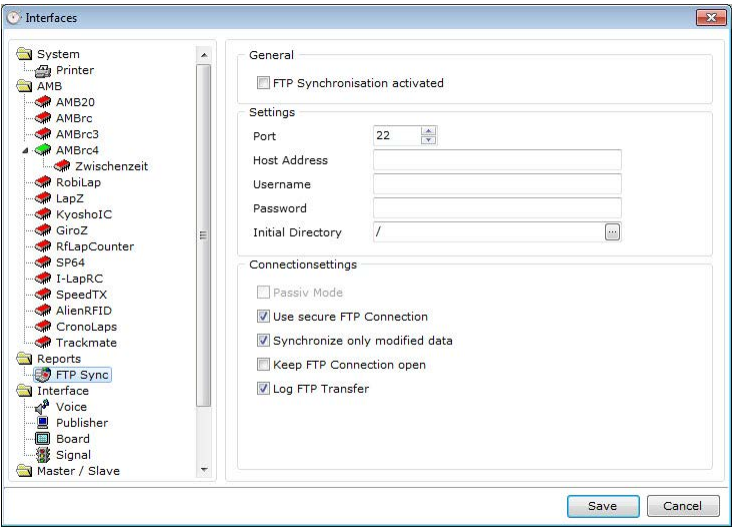 Interfaces
System
Printer
AMB
AMB20
AMBrc
AMBrc3
AMBrc4
Zwischenzeit
RobiLap
LapZ
KyoshoIC
GiroZ
RfLapCounter
SP64
I-LapRC
SpeedTX
AlienRFID
CronoLaps
Trackmate
Reports
FTP Sync
Interface
Voice
Publisher
Board
Signal
Master / Slave
General
FTP Synchronisation activated
Settings
Port 22
Host Address
Username
Password
Initial Directory / ...
Connectionsettings
Passiv Mode
Use secure FTP Connection
Synchronize only modified data
Keep FTP Connection open
Log FTP Transfer
Save Cancel